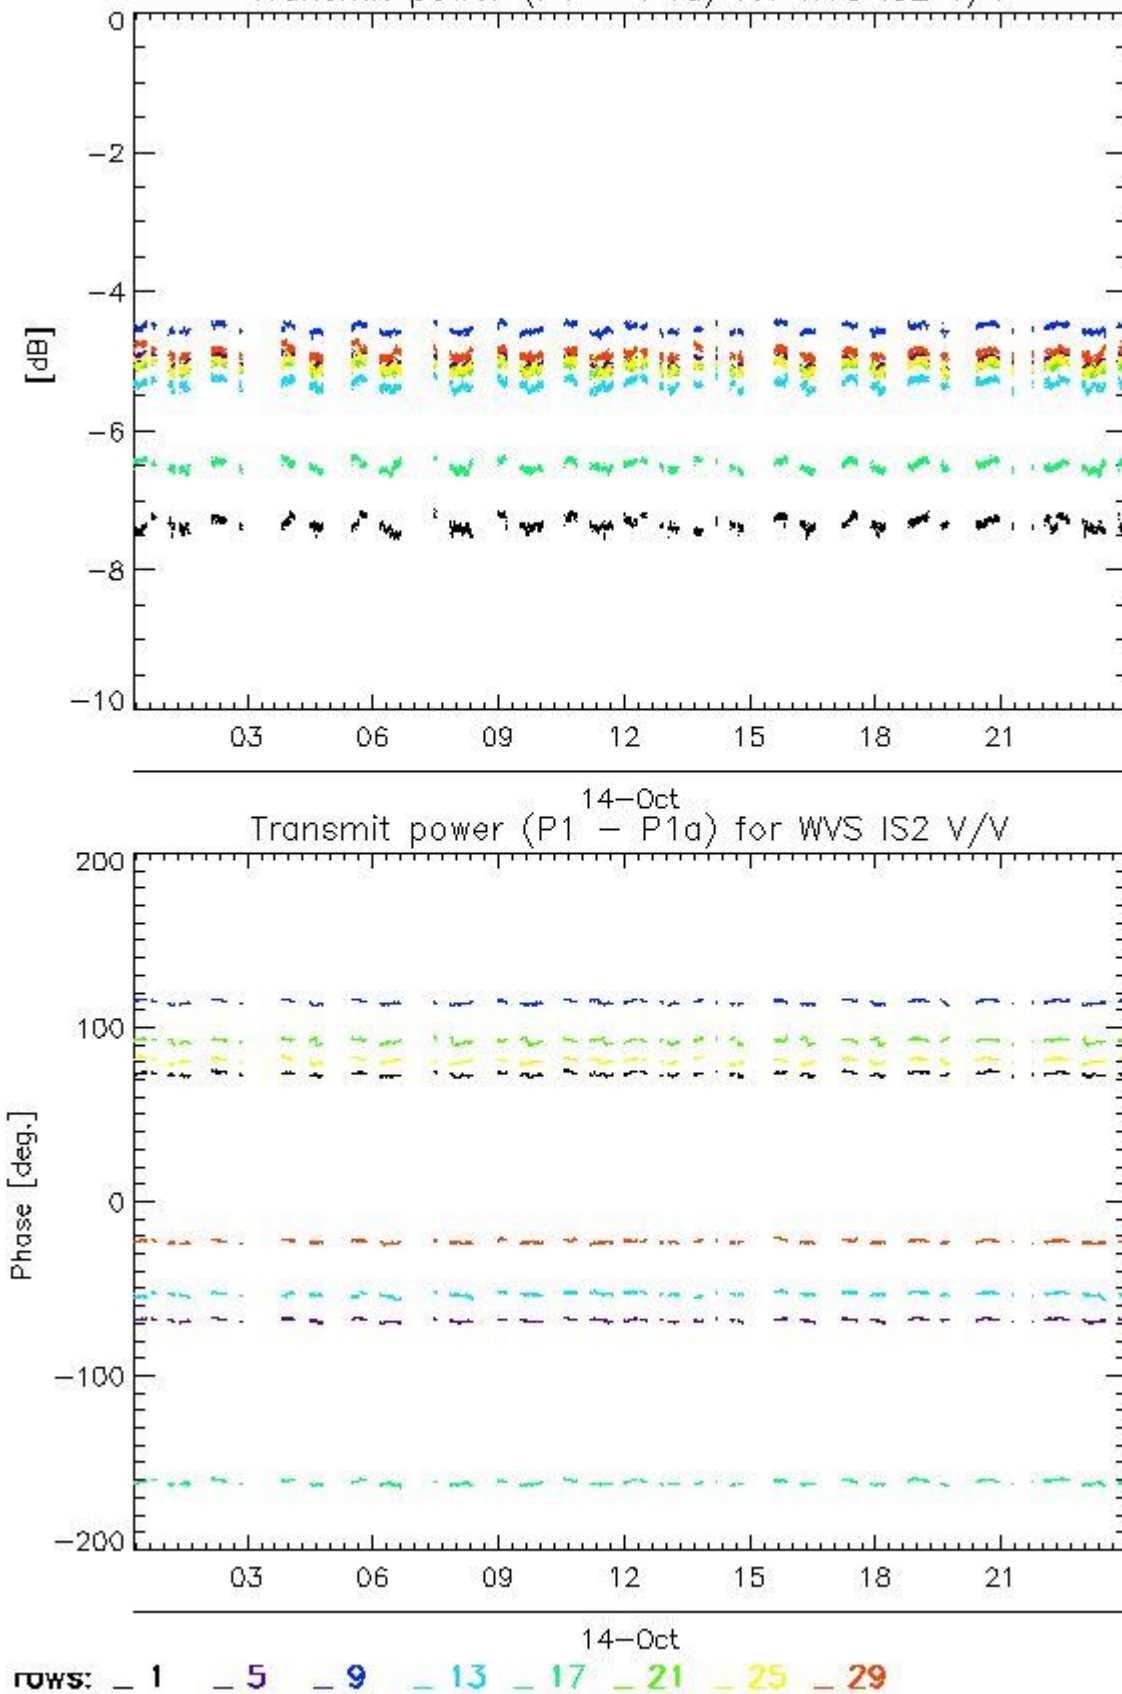 0
−2
−4
[dB]
−6
−8
−10
03 06 09 12 15 18 21
14−Oct
Transmit power (P1 − P1a) for WVS IS2 V/V
200
100
Phase [deg.]
0
−100
−200
03 06 09 12 15 18 21
14−Oct
rows: _ 1 _ 5 _ 9 _ 13 _ 17 _ 21 _ 25 _ 29